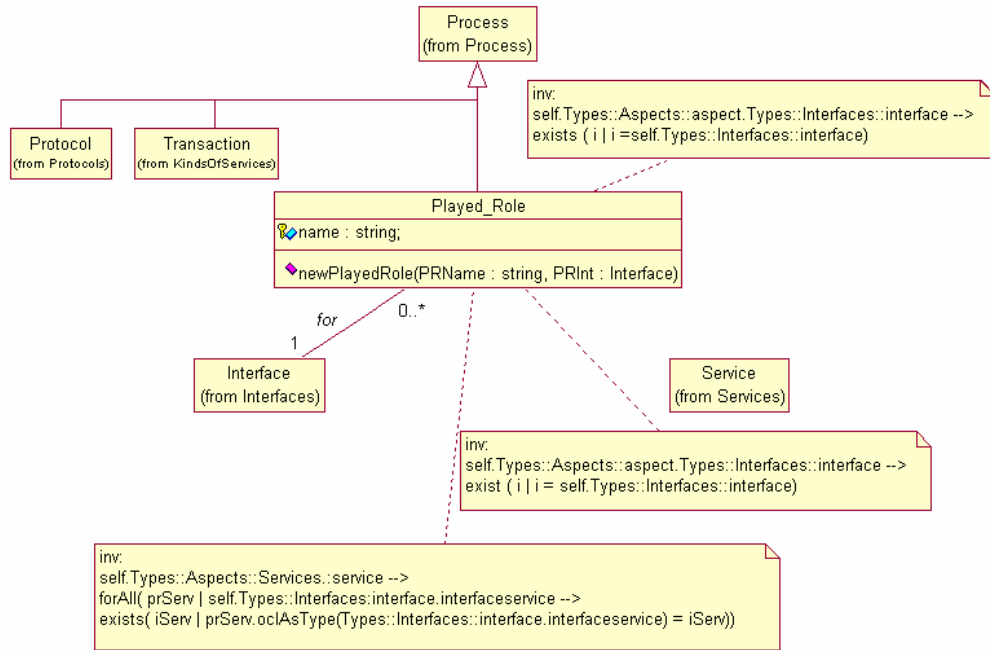 Process
(from Process)
inv:
self.Types::Aspects::aspect.Types::Interfaces::interface -->
exists ( i | i =self.Types::Interfaces::interface)
Protocol
(from Protocols)
Transaction
(from KindsOfServices)
Played_Role
name : string;
newPlayedRole(PRName : string, PRInt : Interface)
for
0..*
1
Interface
(from Interfaces)
Service
(from Services)
inv:
self.Types::Aspects::aspect.Types::Interfaces::interface -->
exist ( i | i = self.Types::Interfaces::interface)
inv:
self.Types::Aspects::Services.:service -->
forAll( prServ | self.Types::Interfaces:interface.interfaceservice -->
exists( iServ | prServ.oclAsType(Types::Interfaces::interface.interfaceservice) = iServ))